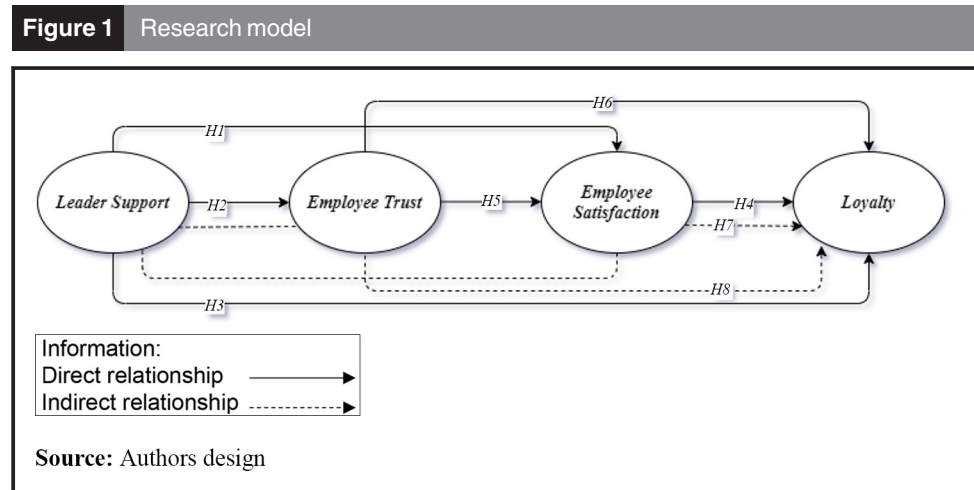 Figure 1 Research model
H6
H1
Leader Support
H2
Employee Trust
H5
Employee
Satisfaction
H4
H7
Loyalty
H8
H3
Information:
Direct relationship
Indirect relationship
Source: Authors design